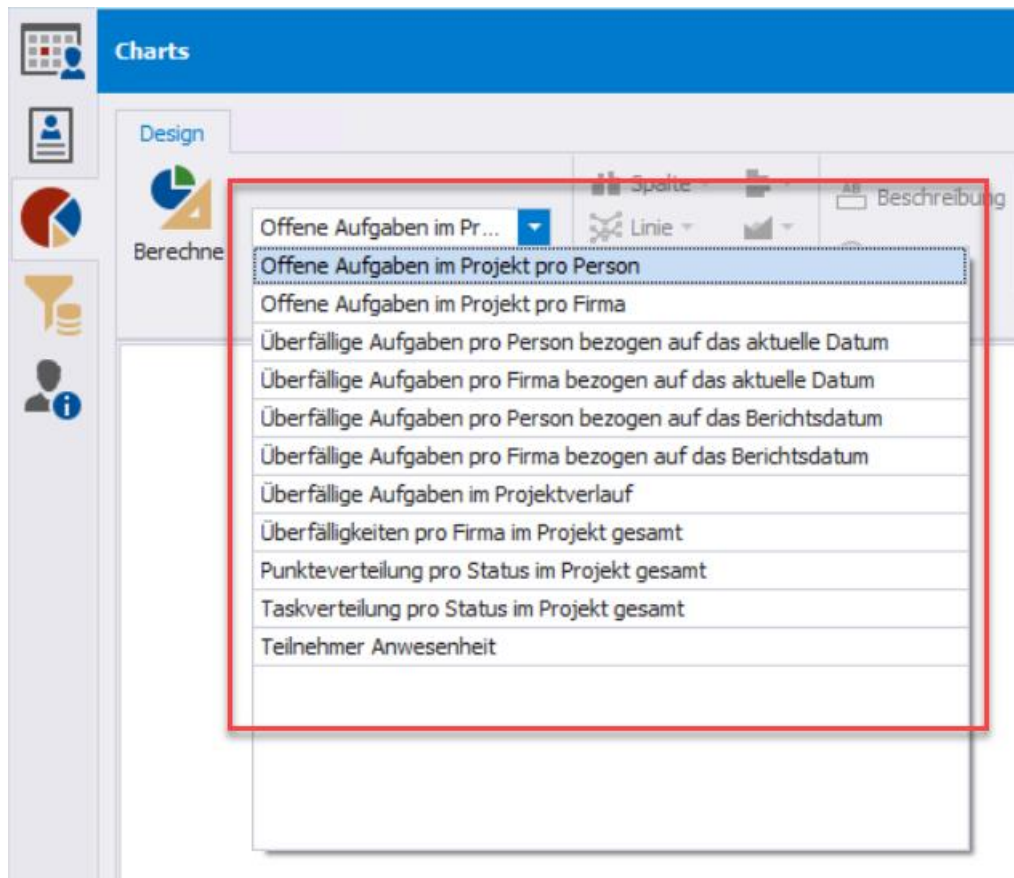 Charts
Design
Berechne
Offene Aufgaben im Pr...
Spalte
Linie
AB Beschreibung
Offene Aufgaben im Projekt pro Person
Offene Aufgaben im Projekt pro Firma
Überfällige Aufgaben pro Person bezogen auf das aktuelle Datum
Überfällige Aufgaben pro Firma bezogen auf das aktuelle Datum
Überfällige Aufgaben pro Person bezogen auf das Berichtsdatum
Überfällige Aufgaben pro Firma bezogen auf das Berichtsdatum
Überfällige Aufgaben im Projektverlauf
Überfälligkeiten pro Firma im Projekt gesamt
Punkteverteilung pro Status im Projekt gesamt
Taskverteilung pro Status im Projekt gesamt
Teilnehmer Anwesenheit